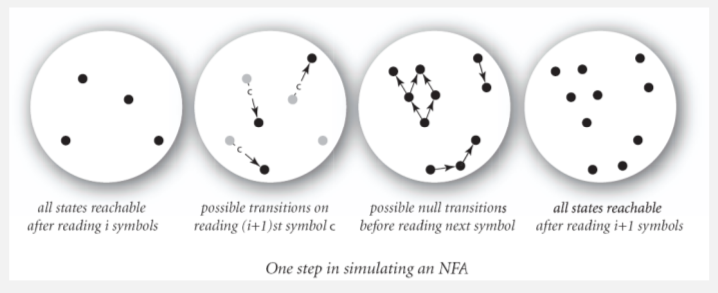 c
c
c
all states reachable
after reading i symbols
possible transitions on
reading (i+1)st symbol c
possible null transitions
before reading next symbol
all states reachable
after reading i+1 symbols
One step in simulating an NFA